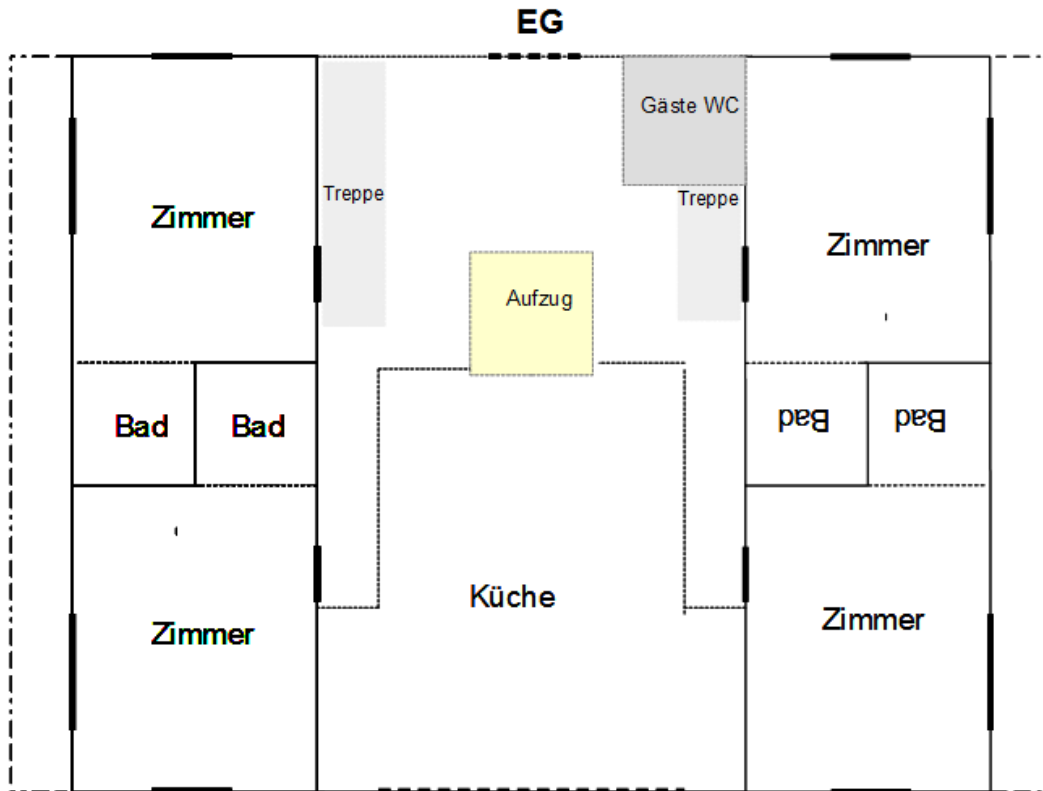 EG
Gäste WC
Treppe
Treppe
Zimmer
Zimmer
Aufzug
Bad
Bad
Bad
Bad
Küche
Zimmer
Zimmer